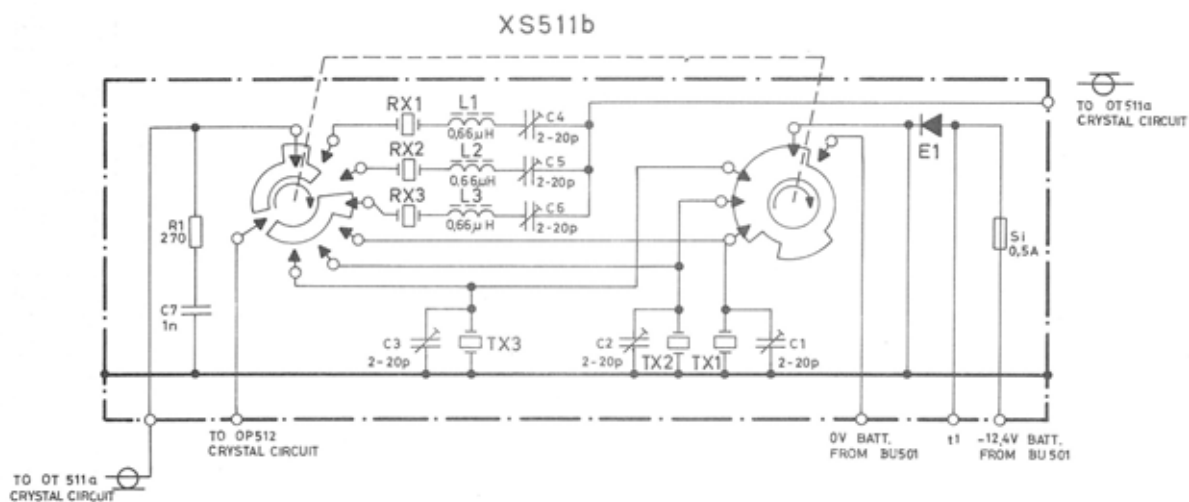 XS511b
TO OT511a
CRYSTAL CIRCUIT
RX1
L1
0,66µH
C4
2-20p
RX2
L2
0,66µH
C5
2-20p
RX3
L3
0,66µH
C6
2-20p
E1
R1
270
Si
0,5A
C7
1n
C3
2-20p
TX3
C2
2-20p
TX2
TX1
C1
2-20p
TO OP512
CRYSTAL CIRCUIT
0V BATT.
FROM BU501
t1
-12,4V BATT.
FROM BU501
TO OT 511a
CRYSTAL CIRCUIT